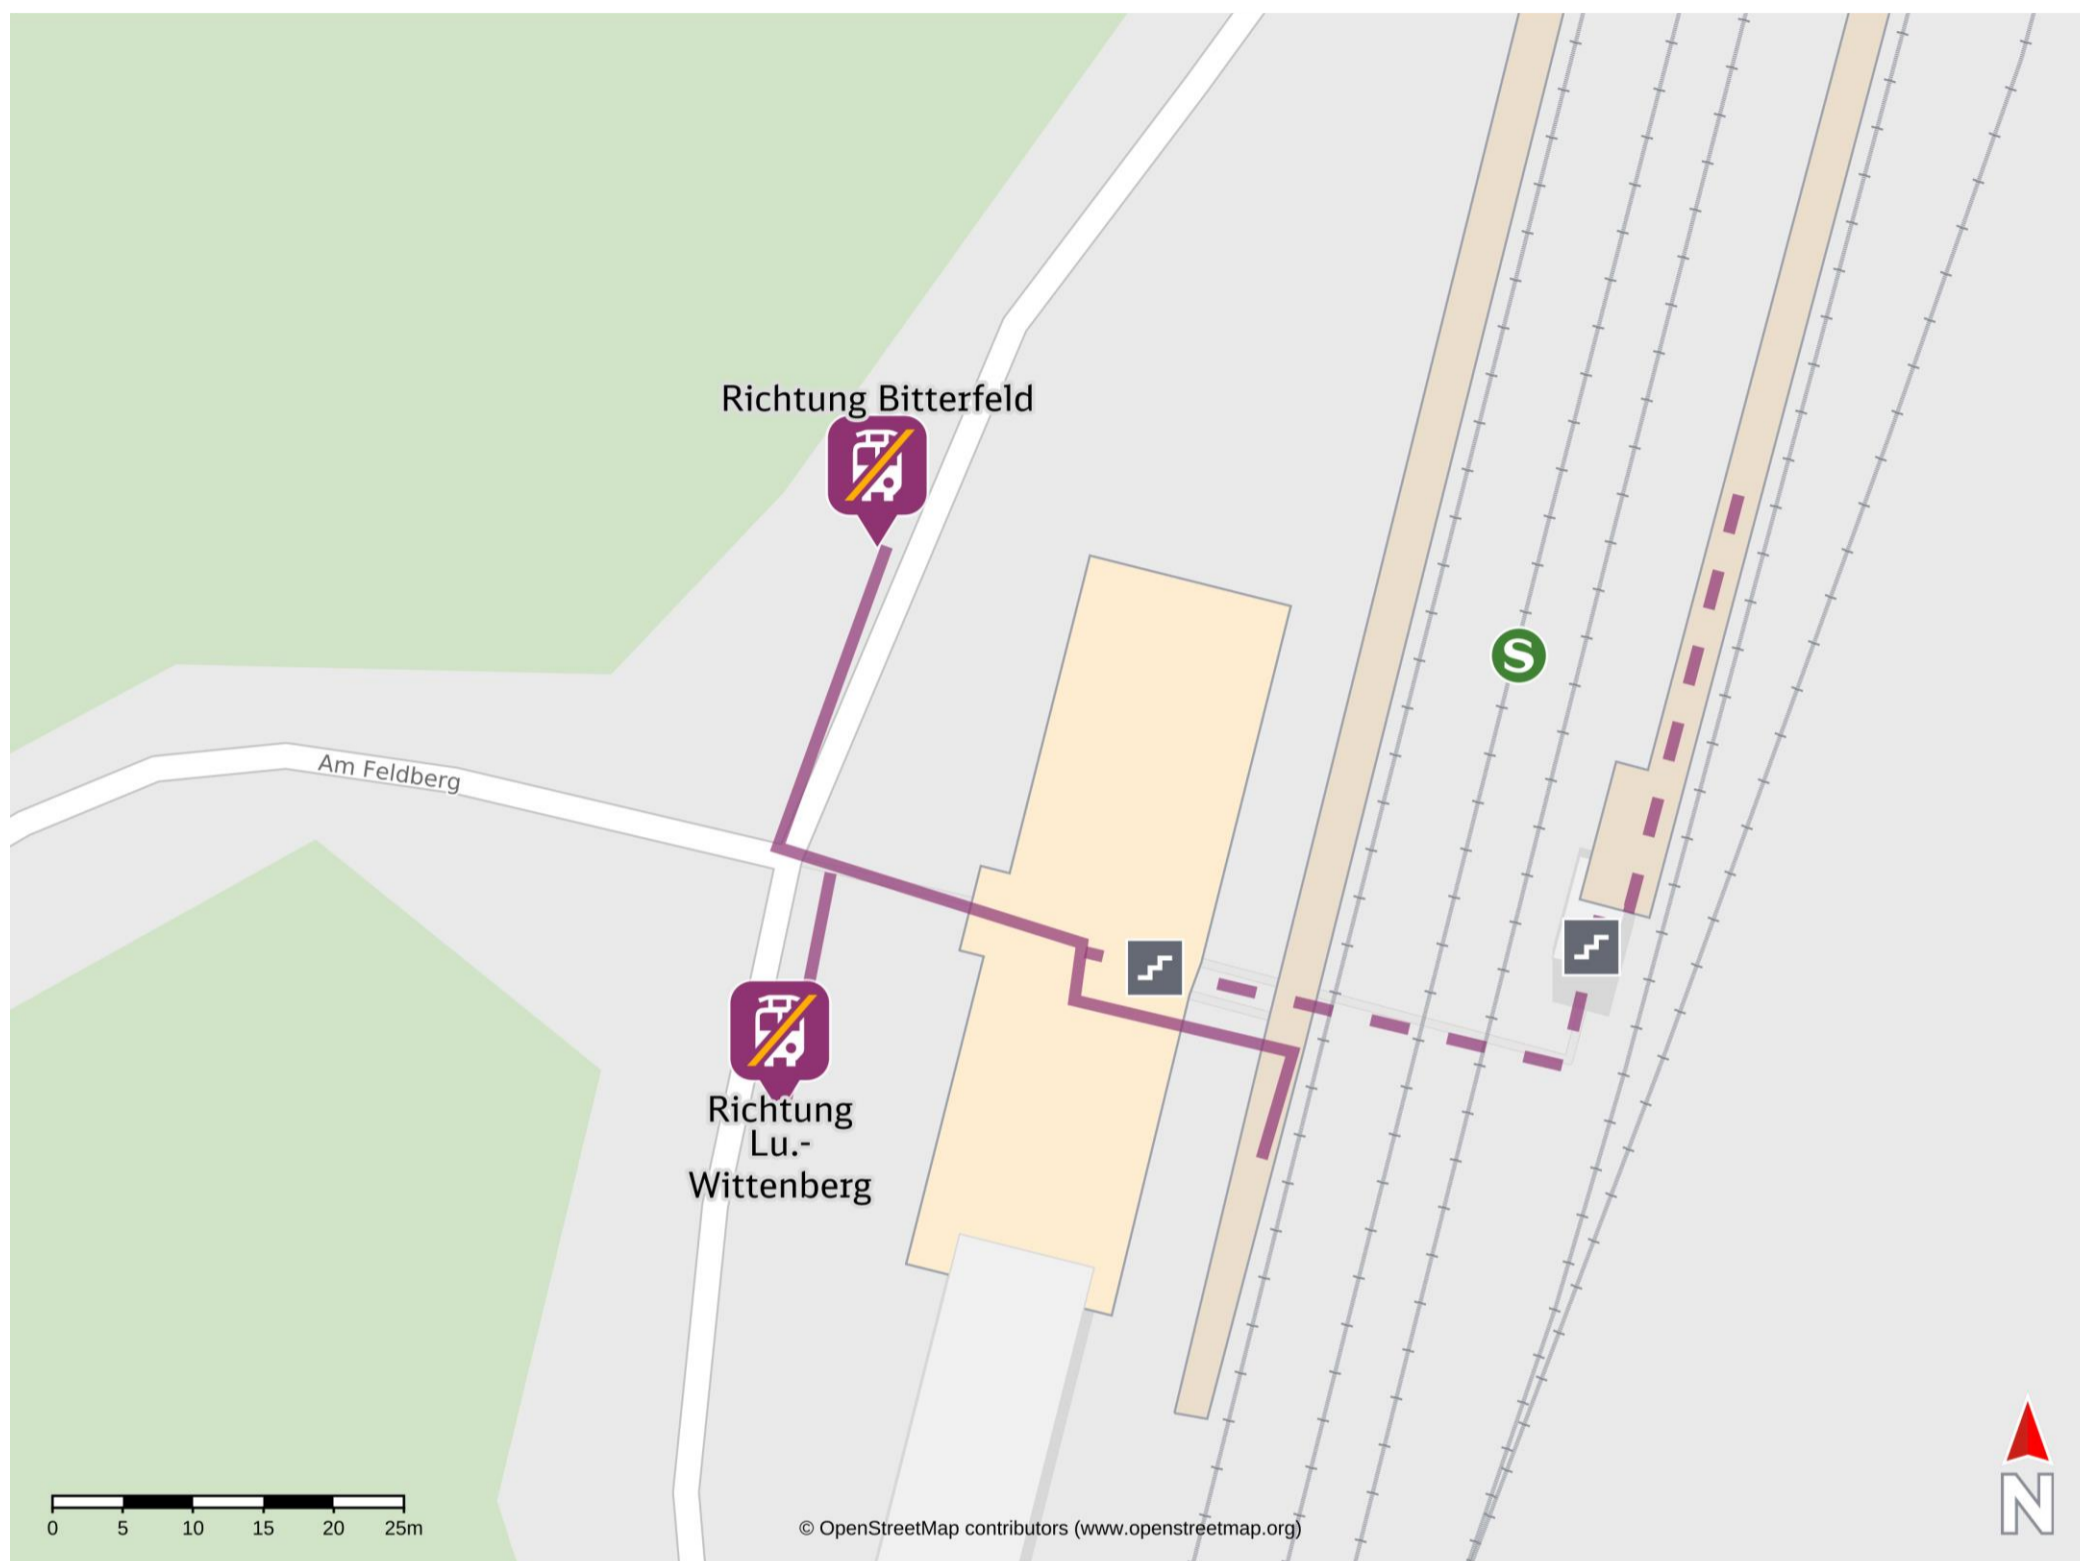 Richtung Bitterfeld
S
Am Feldberg
Richtung
Lu.-
Wittenberg
0 5 10 15 20 25m
© OpenStreetMap contributors (www.openstreetmap.org)
N